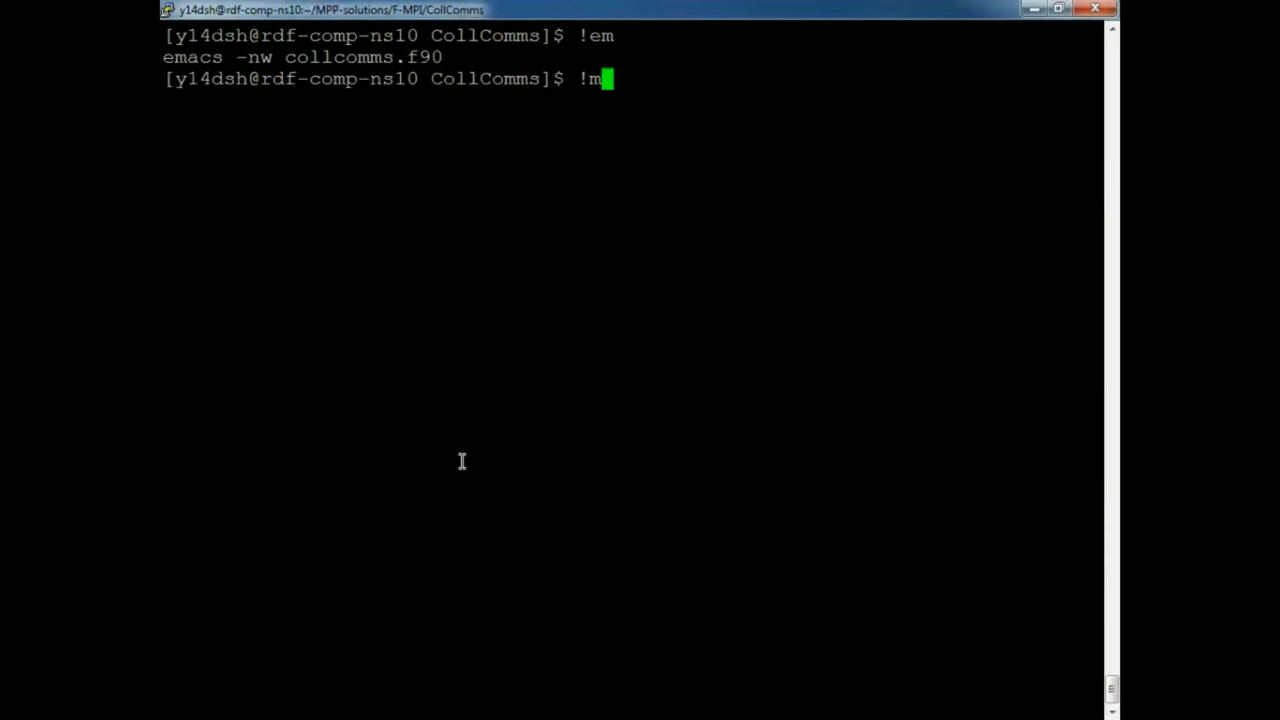 y14dsh@rdf-comp-ns10:~/MPP-solutions/F-MPI/CollComms
[y14dsh@rdf-comp-ns10 CollComms]$ !em
emacs -nw collcomms.f90
[y14dsh@rdf-comp-ns10 CollComms]$ !m